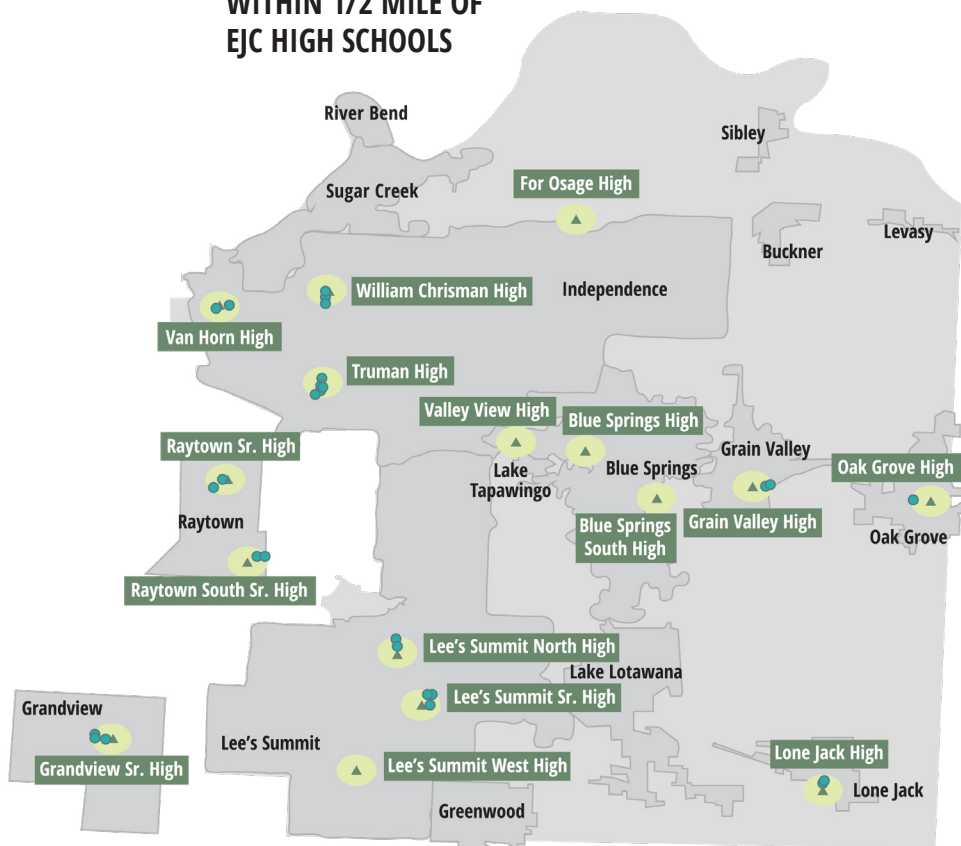 WITHIN 1/2 MILE OF
EJC HIGH SCHOOLS
River Bend
Sibley
Sugar Creek
For Osage High
Levasy
Buckner
William Chrisman High
Independence
Van Horn High
Truman High
Valley View High
Blue Springs High
Raytown Sr. High
Grain Valley
Lake
Tapawingo
Blue Springs
Oak Grove High
Raytown
Blue Springs
South High
Grain Valley High
Oak Grove
Raytown South Sr. High
Lee's Summit North High
Lake Lotawana
Lee's Summit Sr. High
Grandview
Lee's Summit
Lone Jack High
Grandview Sr. High
Lee's Summit West High
Lone Jack
Greenwood